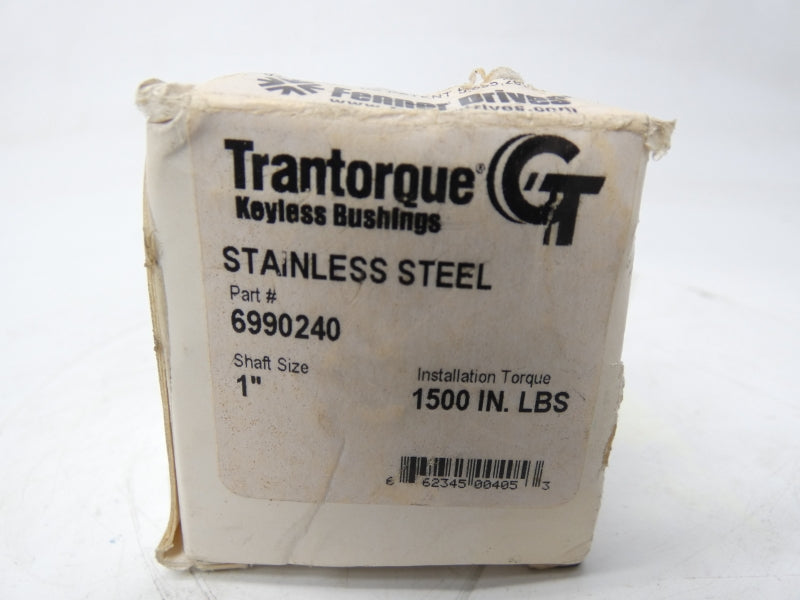 Fenner Drives
Trantorque® GT
Keyless Bushings
STAINLESS STEEL
Part #
6990240
Shaft Size
1"
Installation Torque
1500 IN. LBS
6 62345 00405 3